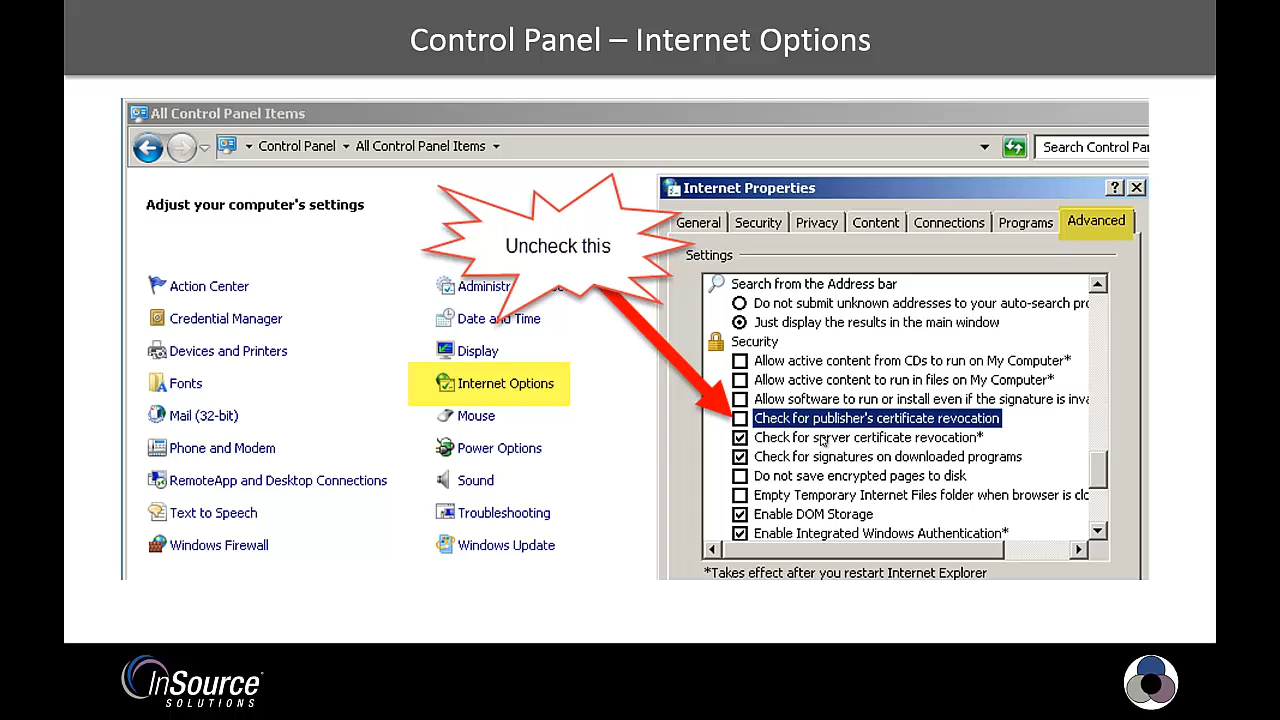 Control Panel – Internet Options
All Control Panel Items
Control Panel
All Control Panel Items
Search Control Pa
Adjust your computer's settings
Action Center
Credential Manager
Devices and Printers
Fonts
Mail (32-bit)
Phone and Modem
RemoteApp and Desktop Connections
Text to Speech
Windows Firewall
Date and Time
Display
Internet Options
Mouse
Power Options
Sound
Troubleshooting
Windows Update
Uncheck this
Internet Properties
General Security Privacy Content Connections Programs Advanced
Settings
Search from the Address bar
Do not submit unknown addresses to your auto-search
Just display the results in the main window
Security
Allow active content from CDs to run on My Computer*
Allow active content to run in files on My Computer*
Allow software to run or install even if the signature is inva
Check for publisher's certificate revocation
Check for server certificate revocation*
Check for signatures on downloaded programs
Do not save encrypted pages to disk
Empty Temporary Internet Files folder when browser is clo
Enable DOM Storage
Enable Integrated Windows Authentication*
*Takes effect after you restart Internet Explorer
InSource
SOLUTIONS